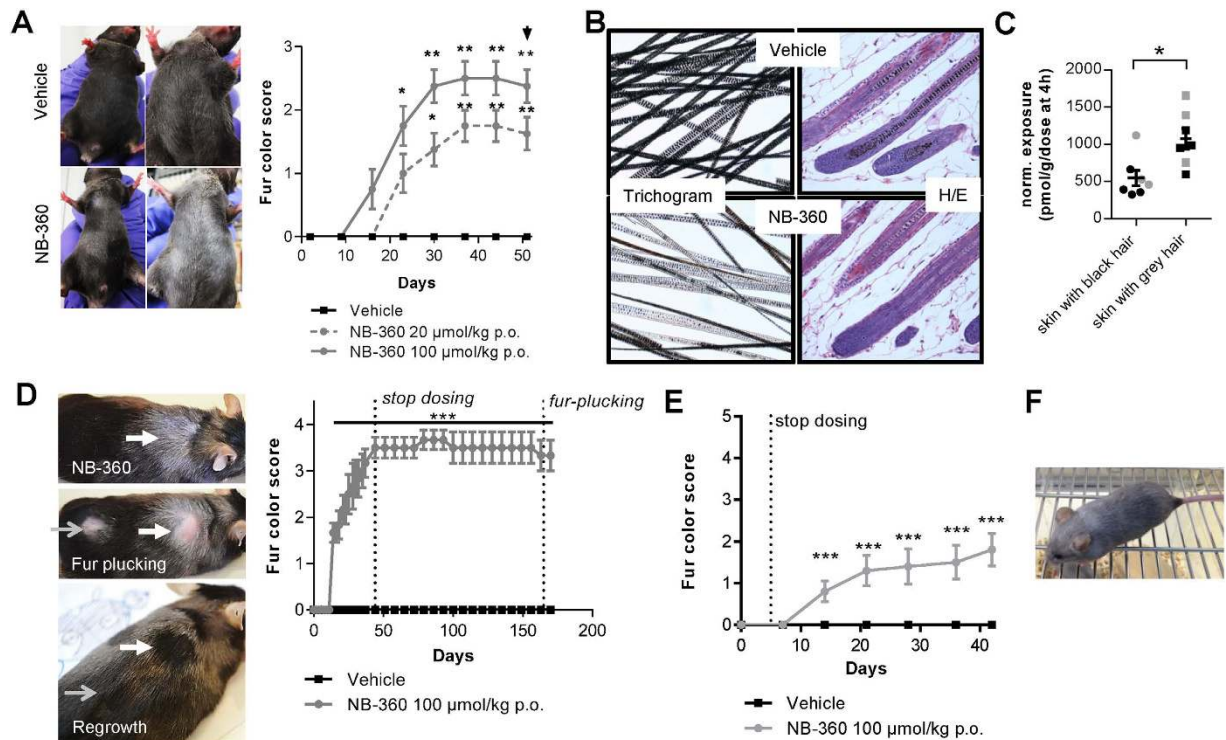 A
Vehicle
NB-360
Fur color score
3
2
1
0
* ** ** ** **
* ** ** **
0 10 20 30 40 50 60
Days
Vehicle
NB-360 20 µmol/kg p.o.
NB-360 100 µmol/kg p.o.
B
Vehicle
Trichogram
H/E
NB-360
C
*
norm. exposure
(pmol/g/dose at 4h)
2000
1500
1000
500
0
skin with black hair
skin with grey hair
D
NB-360
Fur plucking
Regrowth
stop dosing
fur-plucking
***
Fur color score
4
3
2
1
0
0 50 100 150 200
Days
Vehicle
NB-360 100 µmol/kg p.o.
E
stop dosing
Fur color score
5
4
3
2
1
0
*** *** *** *** ***
0 10 20 30 40
Days
Vehicle
NB-360 100 µmol/kg p.o.
F